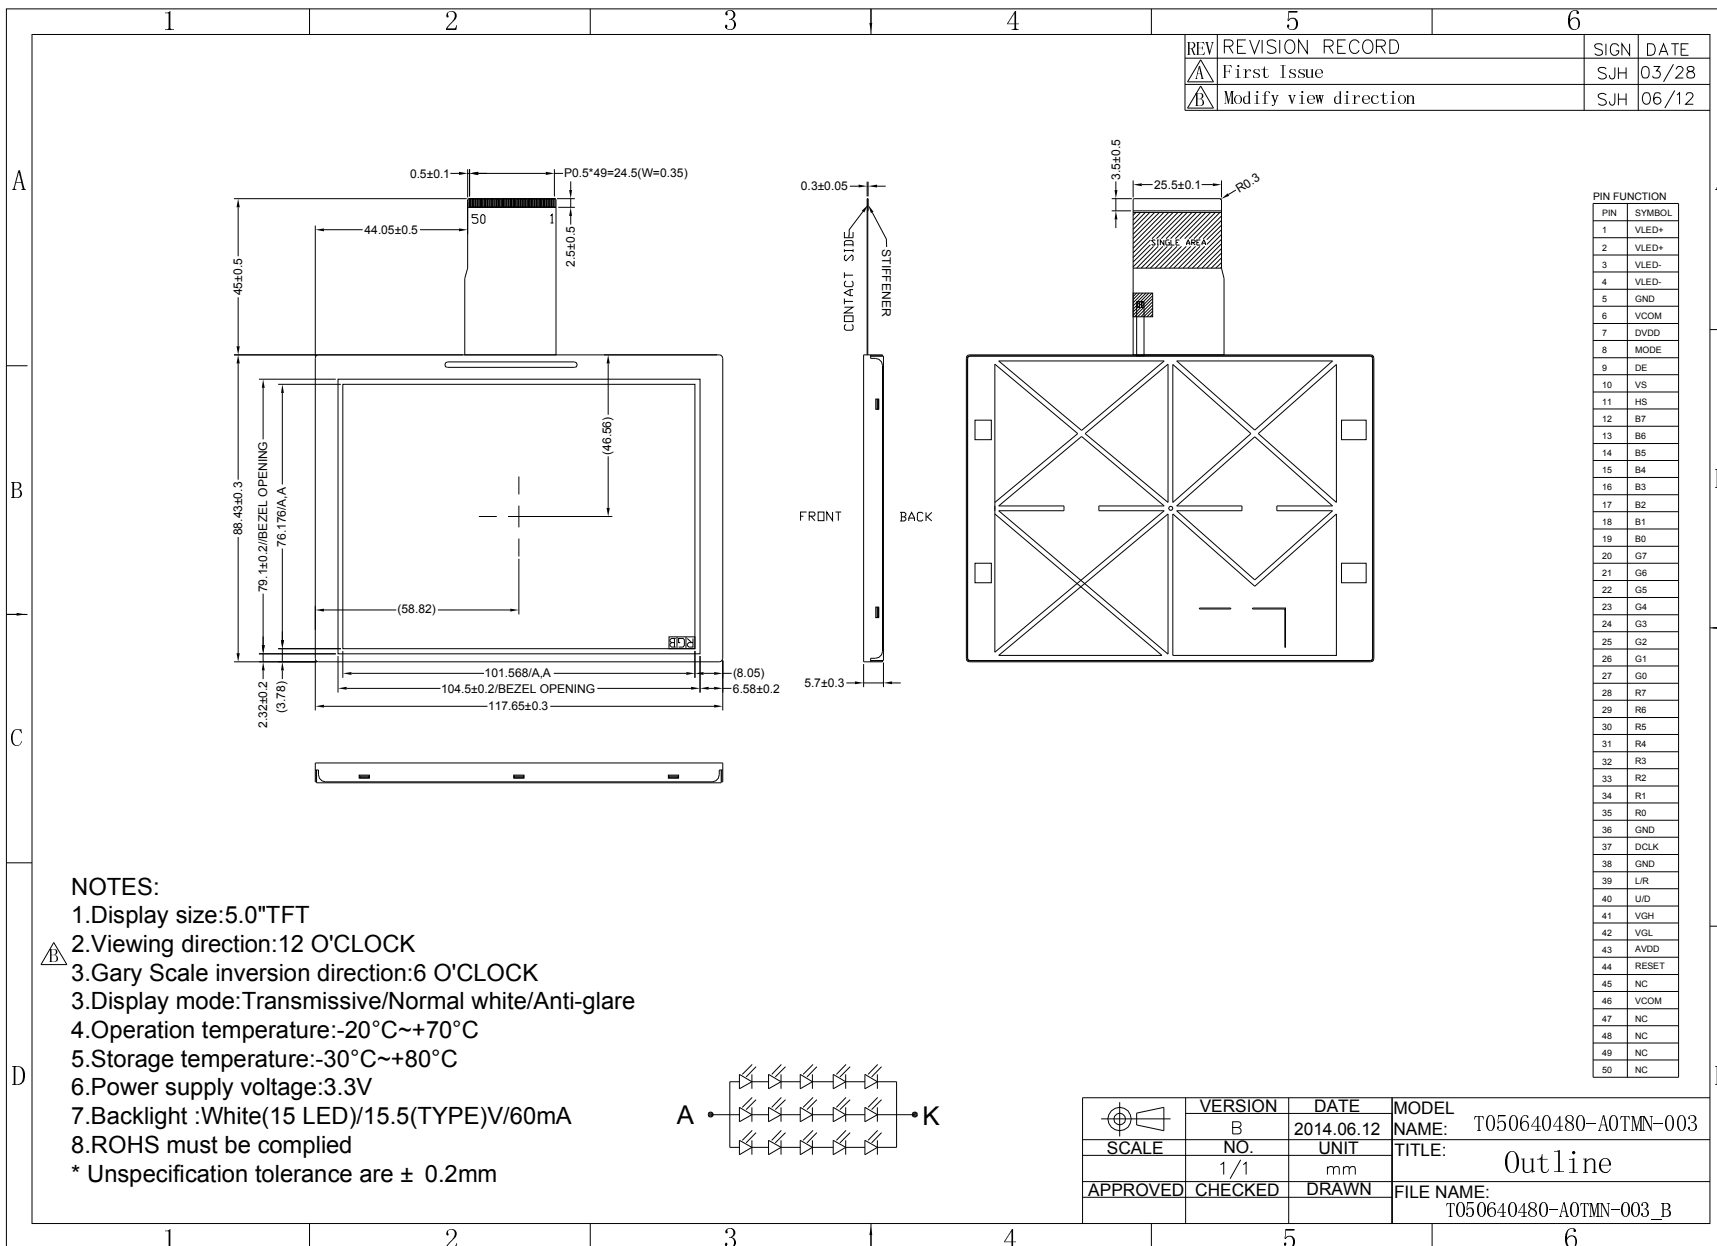 1 2 3 4 5 6
A
B
C
D
REV REVISION RECORD SIGN DATE
A First Issue SJH 03/28
B Modify view direction SJH 06/12
0.5±0.1
P0.5*49=24.5(W=0.35)
50 1
44.05±0.5
2.5±0.5
45±0.5
88.43±0.3
79.1±0.2//BEZEL OPENING
76.176/A,A
(46.56)
(58.82)
RGB
101.568/A,A
(8.05)
104.5±0.2/BEZEL OPENING
6.58±0.2
117.65±0.3
2.32±0.2
(3.78)
0.3±0.05
CONTACT SIDE
STIFFENER
FRONT
BACK
5.7±0.3
3.5±0.5
25.5±0.1
R0.3
SINGLE AREA
PIN FUNCTION
PIN SYMBOL
1 VLED+
2 VLED+
3 VLED-
4 VLED-
5 GND
6 VCOM
7 DVDD
8 MODE
9 DE
10 VS
11 HS
12 B7
13 B6
14 B5
15 B4
16 B3
17 B2
18 B1
19 B0
20 G7
21 G6
22 G5
23 G4
24 G3
25 G2
26 G1
27 G0
28 R7
29 R6
30 R5
31 R4
32 R3
33 R2
34 R1
35 R0
36 GND
37 DCLK
38 GND
39 L/R
40 U/D
41 VGH
42 VGL
43 AVDD
44 RESET
45 NC
46 VCOM
47 NC
48 NC
49 NC
50 NC
NOTES:
1.Display size:5.0"TFT
B 2.Viewing direction:12 O'CLOCK
3.Gary Scale inversion direction:6 O'CLOCK
3.Display mode:Transmissive/Normal white/Anti-glare
4.Operation temperature:-20°C~+70°C
5.Storage temperature:-30°C~+80°C
6.Power supply voltage:3.3V
7.Backlight :White(15 LED)/15.5(TYPE)V/60mA
8.ROHS must be complied
* Unspecification tolerance are ± 0.2mm
A K
VERSION DATE MODEL
B 2014.06.12 NAME: T050640480-A0TMN-003
SCALE NO. UNIT TITLE:
1/1 mm Outline
APPROVED CHECKED DRAWN FILE NAME:
T050640480-A0TMN-003_B
1 2 3 4 5 6